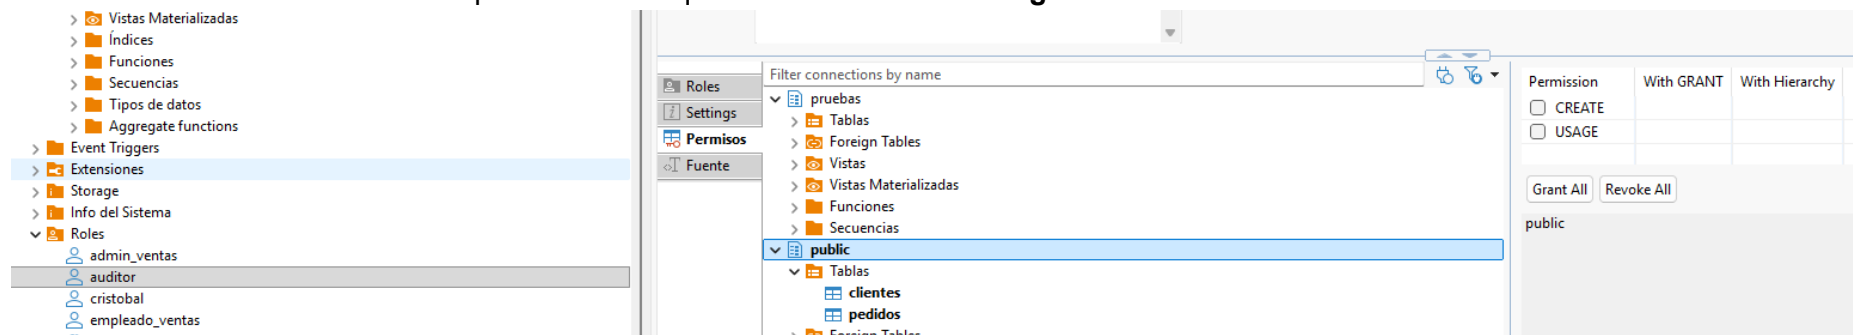 Vistas Materializadas
Índices
Funciones
Secuencias
Tipos de datos
Aggregate functions
Event Triggers
Extensiones
Storage
Info del Sistema
Roles
admin_ventas
auditor
cristobal
empleado_ventas
Roles
Settings
Permisos
Fuente
Filter connections by name
pruebas
Tablas
Foreign Tables
Vistas
Vistas Materializadas
Funciones
Secuencias
public
Tablas
clientes
pedidos
Foreign Tables
Permission With GRANT With Hierarchy
CREATE
USAGE
Grant All Revoke All
public